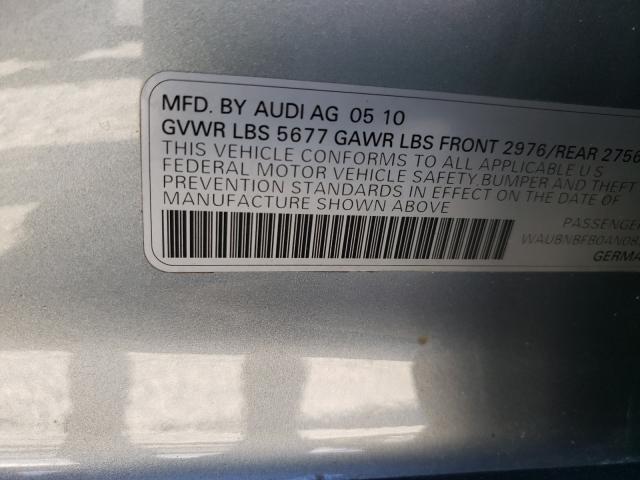 MFD. BY AUDI AG 05 10
GVWR LBS 5677 GAWR LBS FRONT 2976/REAR 2756
THIS VEHICLE CONFORMS TO ALL APPLICABLE U S
FEDERAL MOTOR VEHICLE SAFETY, BUMPER AND THEFT
PREVENTION STANDARDS IN EFFECT ON THE DATE OF
MANUFACTURE SHOWN ABOVE
PASSENGER
GERMA